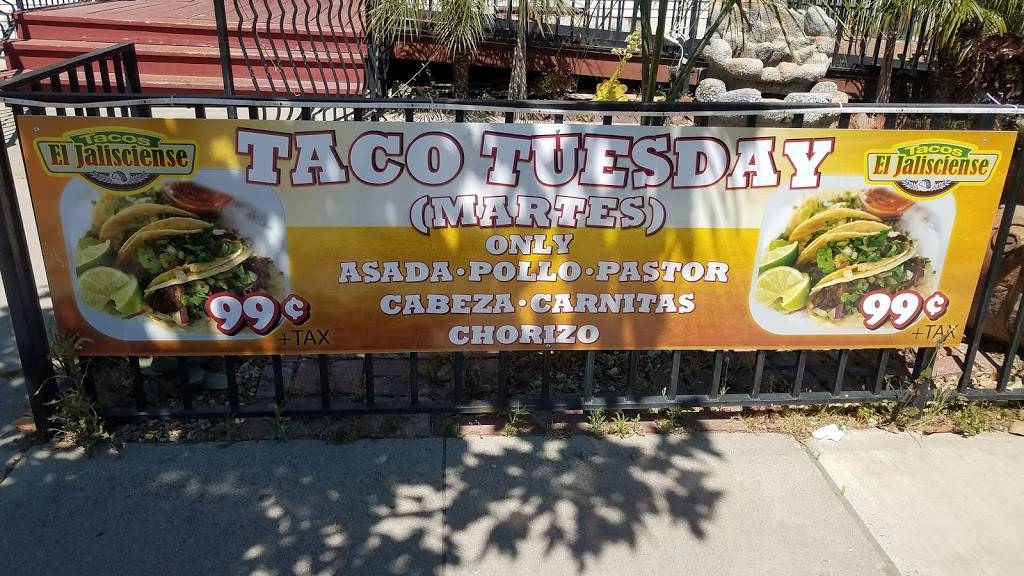 Tacos
El Jalisciense
TACO TUESDAY
(MARTES)
ONLY
ASADA · POLLO · PASTOR
CABEZA · CARNITAS
CHORIZO
99¢
+TAX
Tacos
El Jalisciense
99¢
+TAX